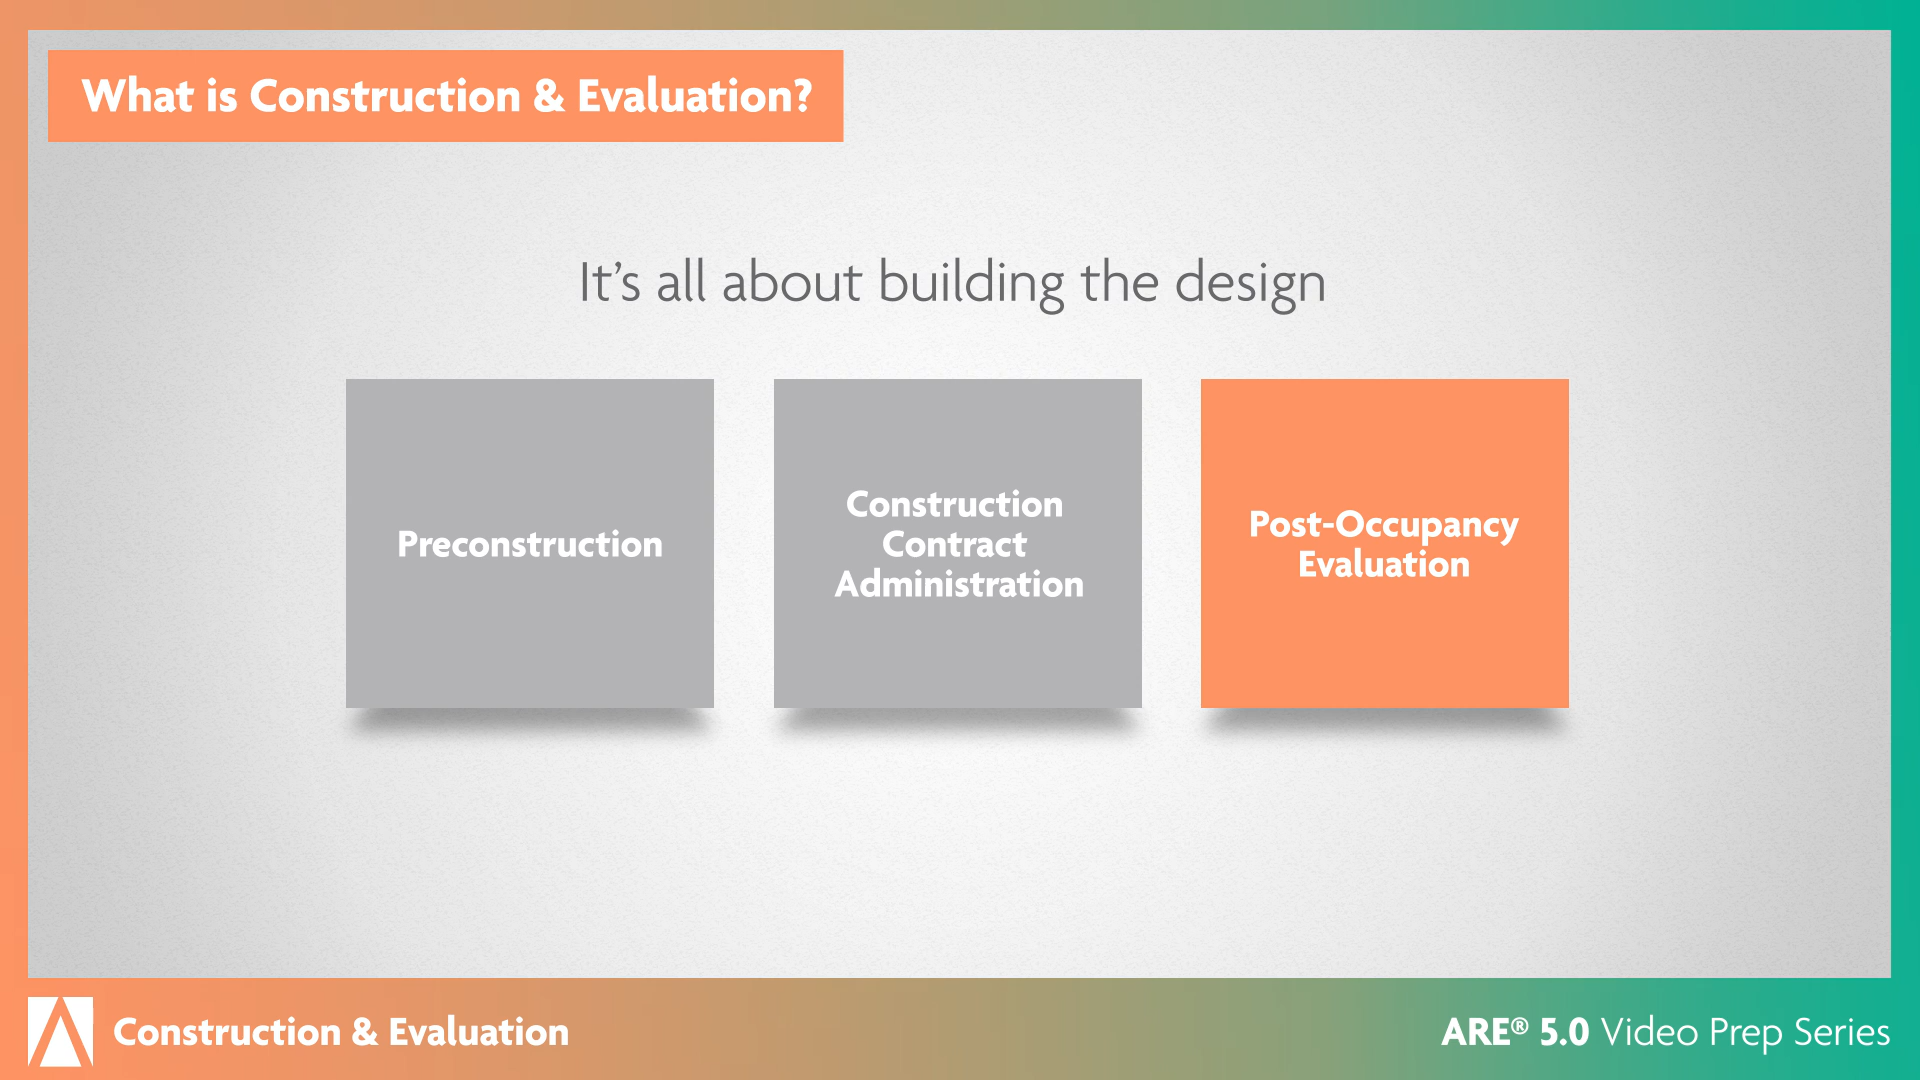 What is Construction & Evaluation?
It’s all about building the design
Preconstruction
Construction
Contract
Administration
Post-Occupancy
Evaluation
Construction & Evaluation
ARE® 5.0 Video Prep Series